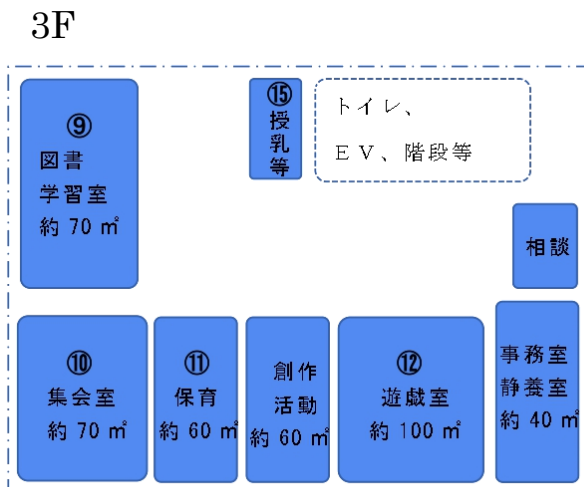 3F
⑨
図書
学習室
約 70 ㎡
⑮
授
乳
等
トイレ、
ＥＶ、階段等
相談
⑩
集会室
約 70 ㎡
⑪
保育
約 60 ㎡
創作
活動
約 60 ㎡
⑫
遊戯室
約 100 ㎡
事務室
静養室
約 40 ㎡